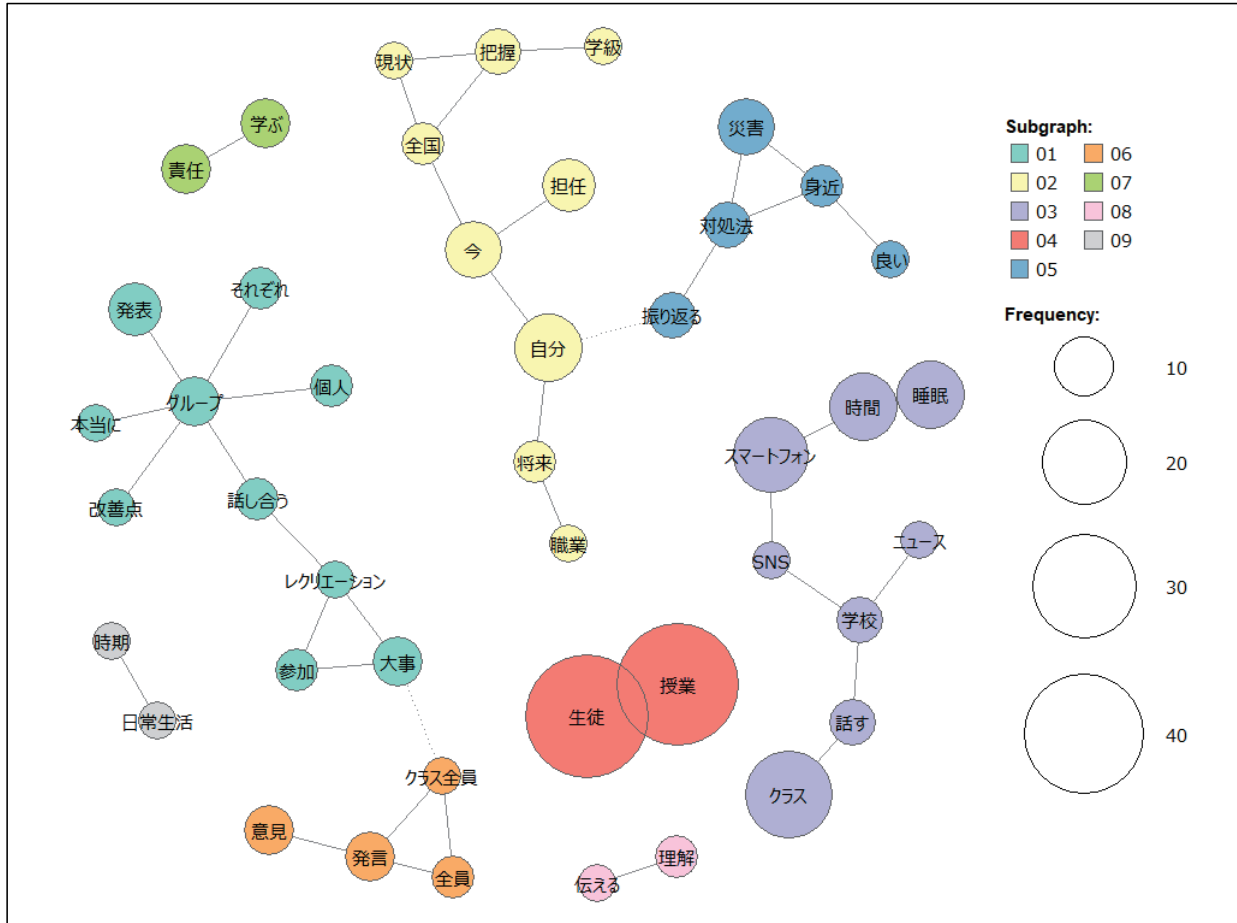 現状
把握
学級
全国
学ぶ
責任
担任
今
自分
将来
職業
災害
身近
対処法
良い
振り返る
発表
それぞれ
グループ
個人
本当に
改善点
話し合う
レクリエーション
参加
大事
時期
日常生活
クラス全員
意見
発言
全員
生徒
授業
伝える
理解
時間
睡眠
スマートフォン
SNS
ニュース
学校
話す
クラス
Subgraph:
01 06
02 07
03 08
04 09
05
Frequency:
10
20
30
40